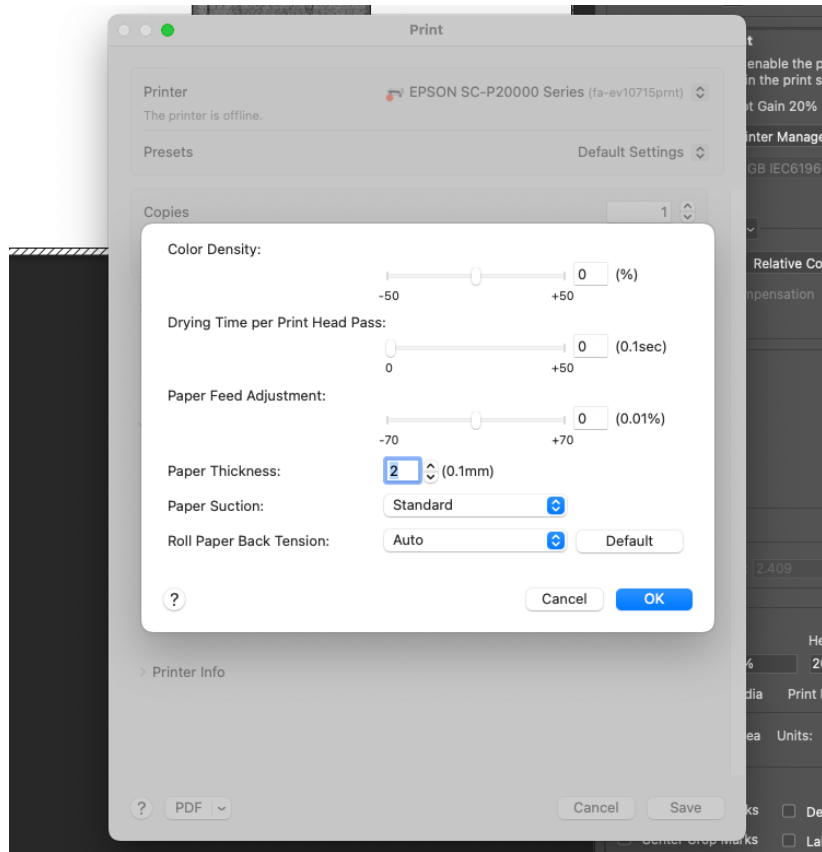 Print
Printer
EPSON SC-P20000 Series (fa-ev10715prnt)
The printer is offline.
Presets
Default Settings
Copies
1
Color Density:
0 (%)
-50 +50
Drying Time per Print Head Pass:
0 (0.1sec)
0 +50
Paper Feed Adjustment:
0 (0.01%)
-70 +70
Paper Thickness:
2 (0.1mm)
Paper Suction:
Standard
Roll Paper Back Tension:
Auto
Default
?
Cancel
OK
Printer Info
?
PDF
Cancel
Save
enable the
in the print
Gain 20%
Manage
GB IEC6196
Relative Co
mpensation
2.409
He
%
dia Print
ea Units:
ks De
Center Crop Marks La